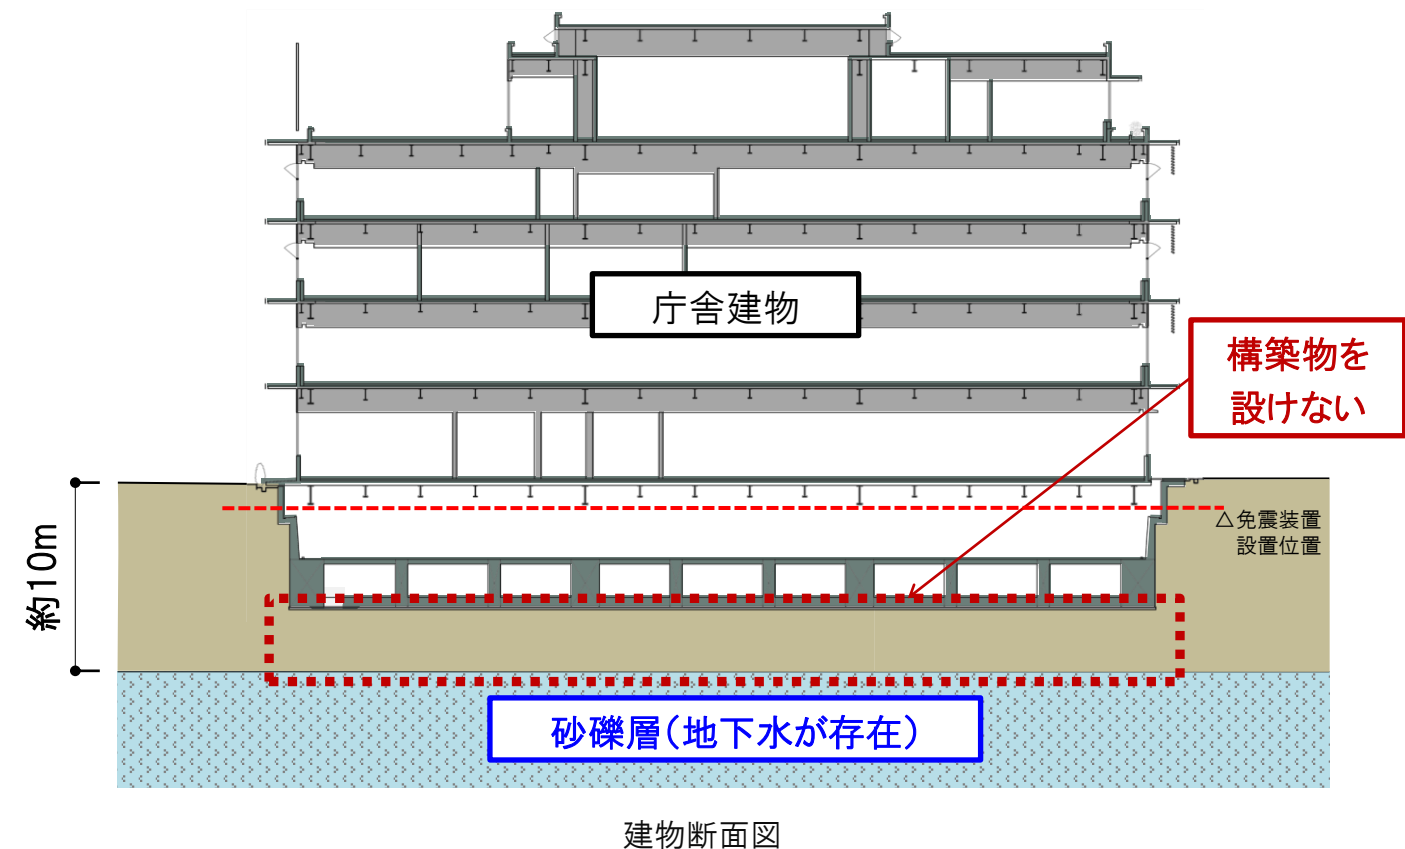 庁舎建物
構築物を
設けない
△免震装置
設置位置
約10m
砂礫層(地下水が存在)
建物断面図